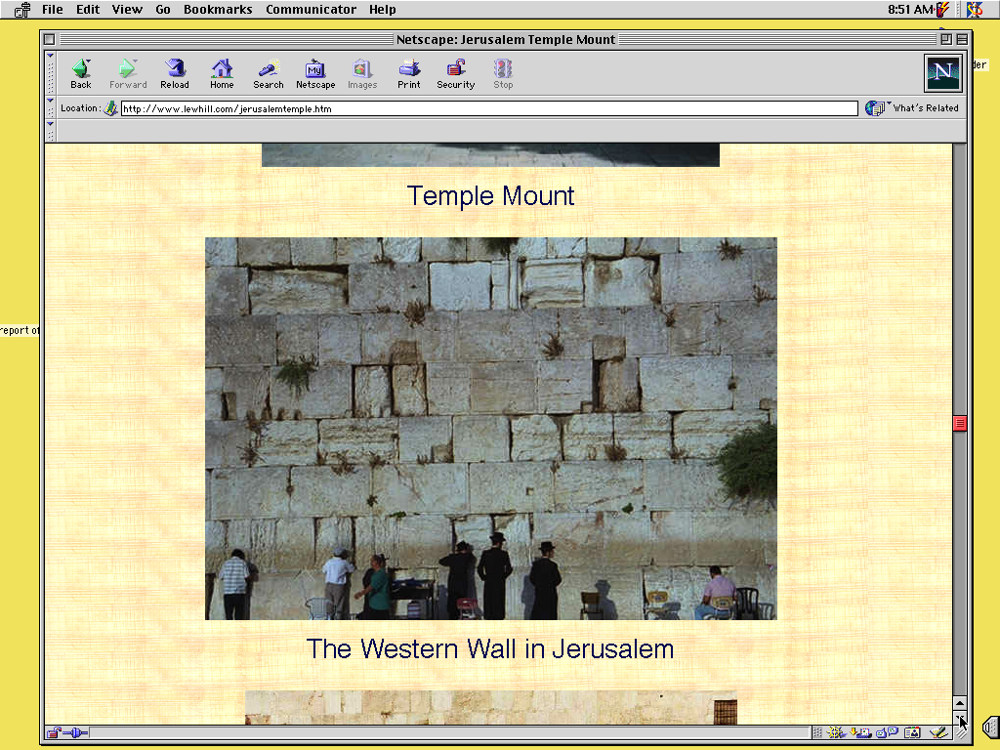 File Edit View Go Bookmarks Communicator Help
8:51 AM
Netscape: Jerusalem Temple Mount
Back Forward Reload Home Search Netscape Images Print Security Stop
My
N
Location: http://www.lewhill.com/jerusalemtemple.htm What's Related
der
Temple Mount
report of
The Western Wall in Jerusalem